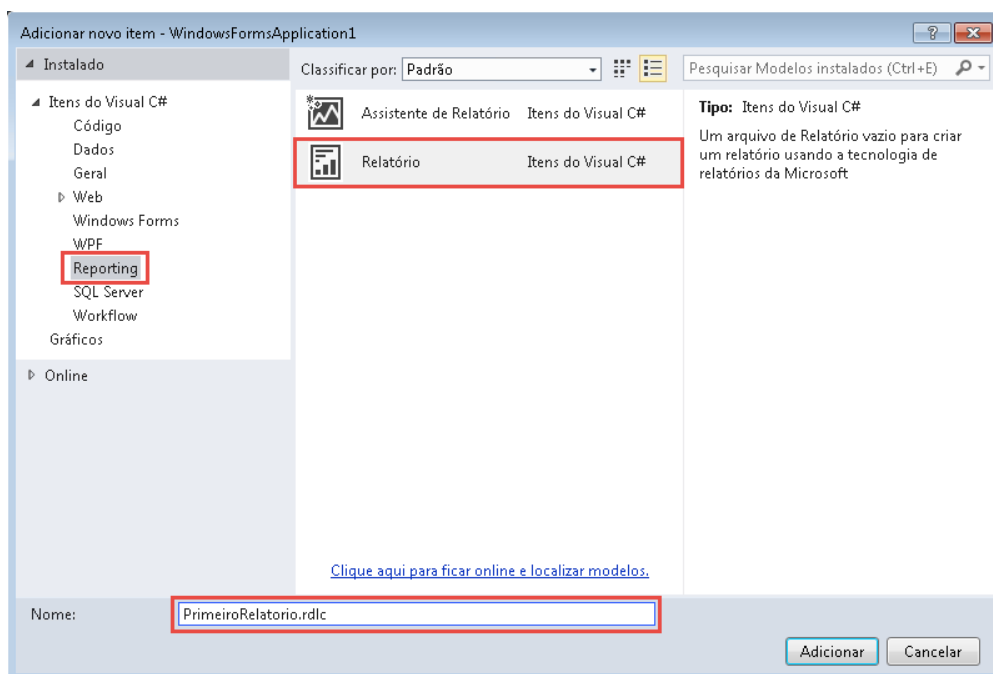 Adicionar novo item - WindowsFormsApplication1
Instalado
Classificar por: Padrão
Pesquisar Modelos instalados (Ctrl+E)
Itens do Visual C#
Código
Dados
Geral
Web
Windows Forms
WPF
Reporting
SQL Server
Workflow
Gráficos
Online
Assistente de Relatório Itens do Visual C#
Relatório Itens do Visual C#
Clique aqui para ficar online e localizar modelos.
Tipo: Itens do Visual C#
Um arquivo de Relatório vazio para criar
um relatório usando a tecnologia de
relatórios da Microsoft
Nome: PrimeiroRelatorio.rdlc
Adicionar Cancelar